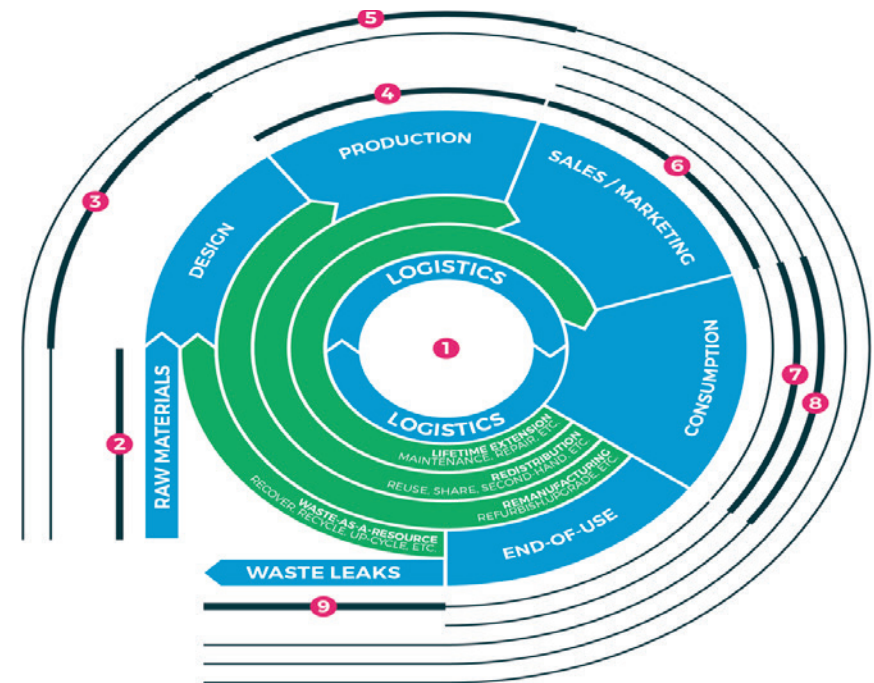 5
4
PRODUCTION
6
SALES / MARKETING
3
DESIGN
LOGISTICS
1
7
8
CONSUMPTION
2
RAW MATERIALS
LOGISTICS
LIFETIME EXTENSION
MAINTENANCE, REPAIR, ETC.
REDISTRIBUTION
REUSE, SHARE, SECOND-HAND, ETC.
REMANUFACTURING
REFURBISH, UPGRADE, ETC.
WASTE-AS-A-RESOURCE
RECOVER, RECYCLE, UP-CYCLE, ETC.
END-OF-USE
WASTE LEAKS
9